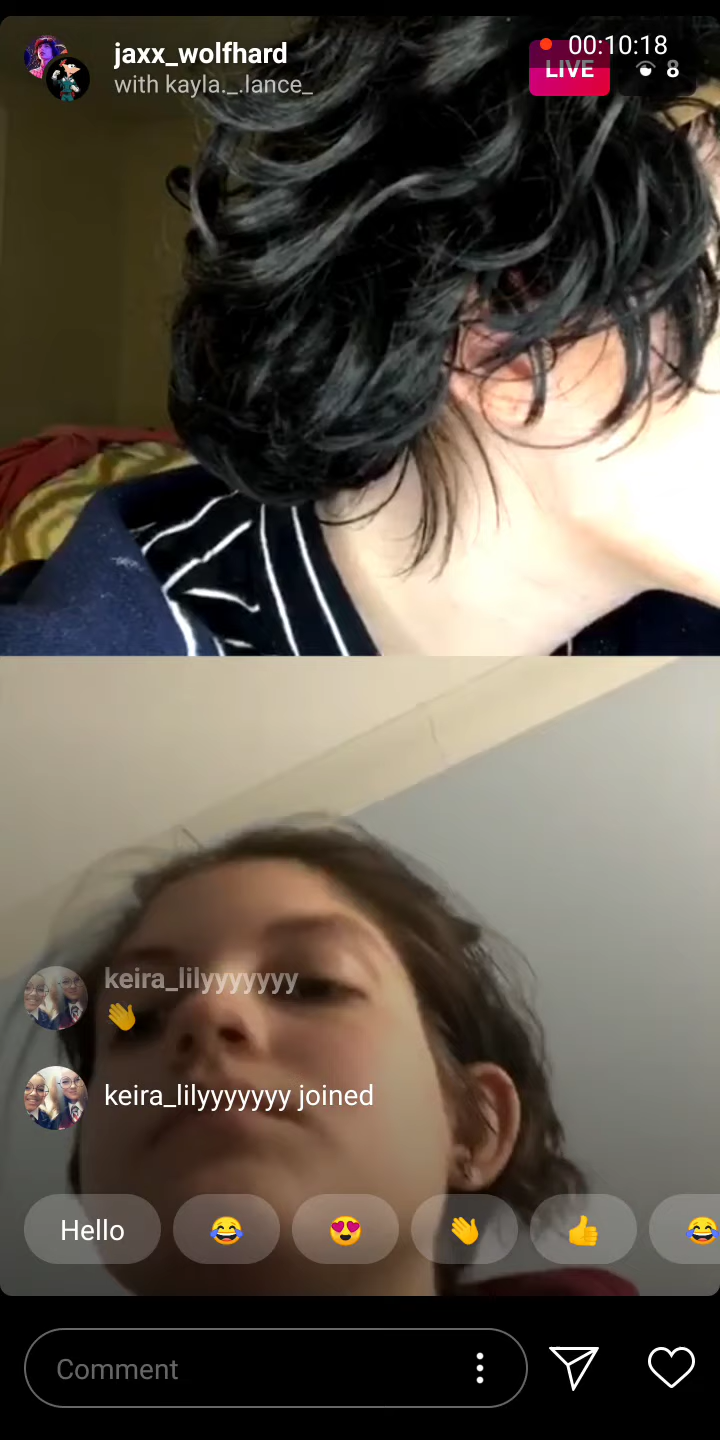 jaxx_wolfhard
with kayla._.lance_
00:10:18
LIVE
8
keira_lilyyyyyyy
👋
keira_lilyyyyyyy joined
Hello 😂 😍 👋 👍 😂
Comment